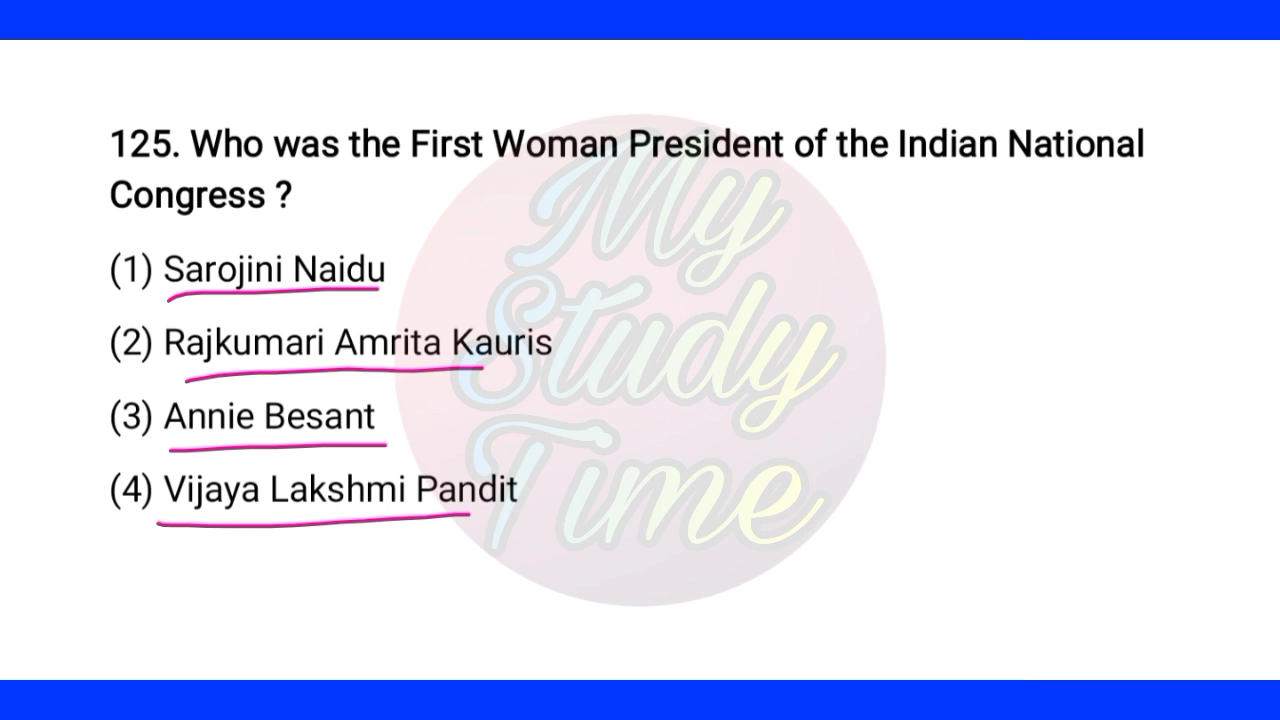 125. Who was the First Woman President of the Indian National
Congress ?
(1) Sarojini Naidu
(2) Rajkumari Amrita Kauris
(3) Annie Besant
(4) Vijaya Lakshmi Pandit
My
Study
Time